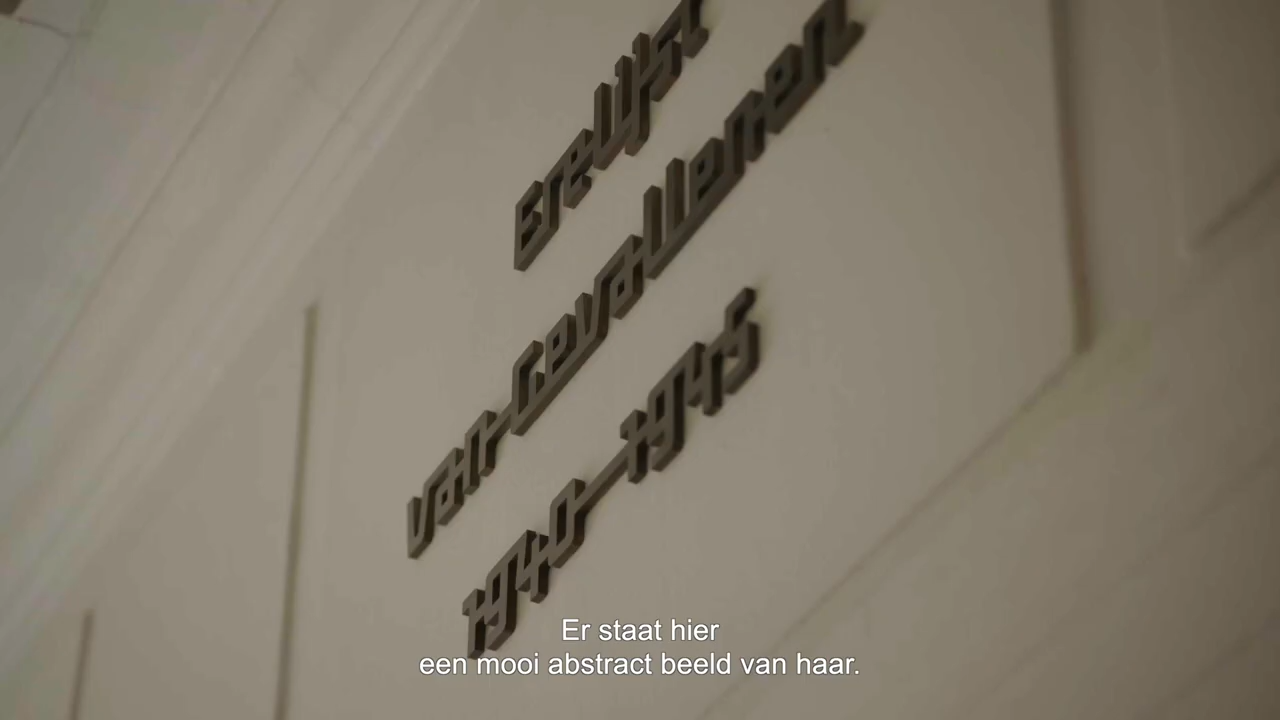 Erelijst
van Gevallenen
1940-1945
Er staat hier
een mooi abstract beeld van haar.